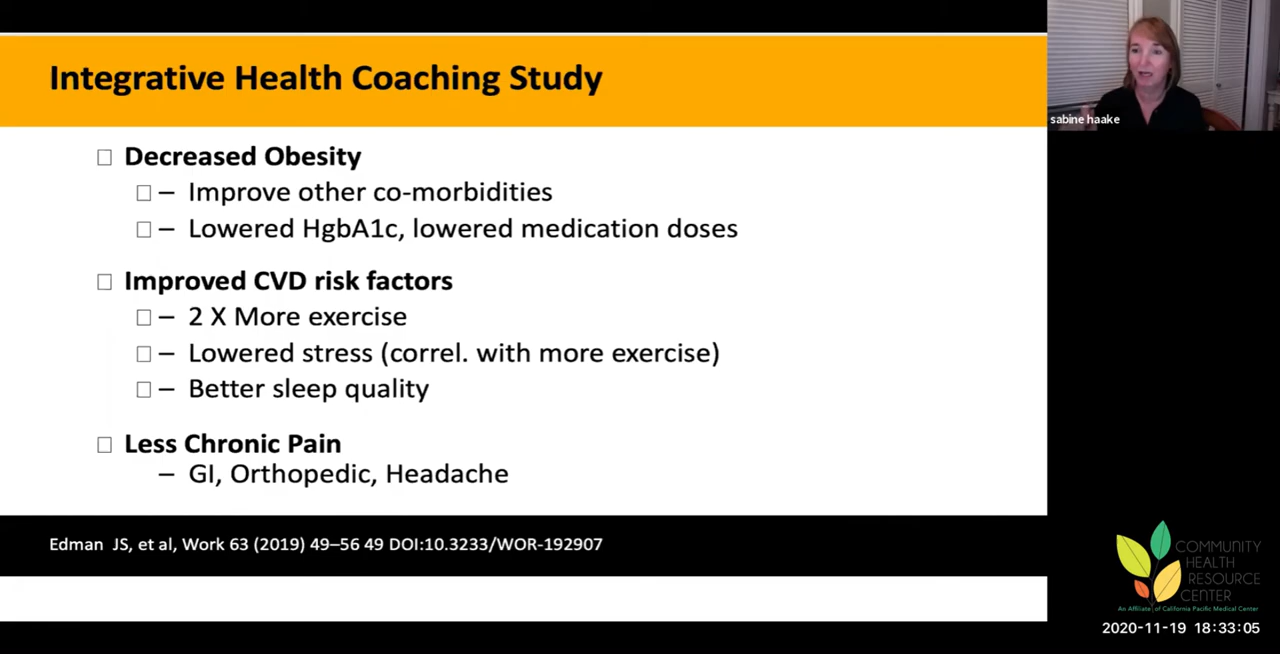 Integrative Health Coaching Study
sabine haake
Decreased Obesity
– Improve other co-morbidities
– Lowered HgbA1c, lowered medication doses
Improved CVD risk factors
– 2 X More exercise
– Lowered stress (correl. with more exercise)
– Better sleep quality
Less Chronic Pain
– GI, Orthopedic, Headache
Edman JS, et al, Work 63 (2019) 49–56 49 DOI:10.3233/WOR-192907
COMMUNITY
HEALTH
RESOURCE
CENTER
An Affiliate of California Pacific Medical Center
2020-11-19 18:33:05